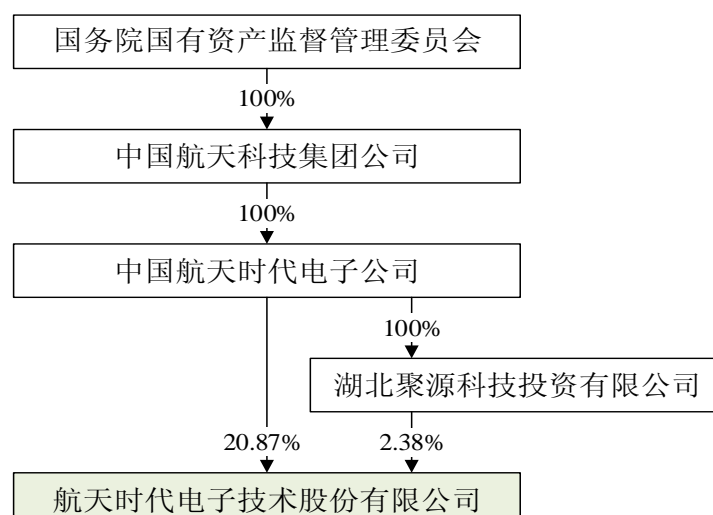 国务院国有资产监督管理委员会
100%
中国航天科技集团公司
100%
中国航天时代电子公司
100%
湖北聚源科技投资有限公司
20.87%
2.38%
航天时代电子技术股份有限公司